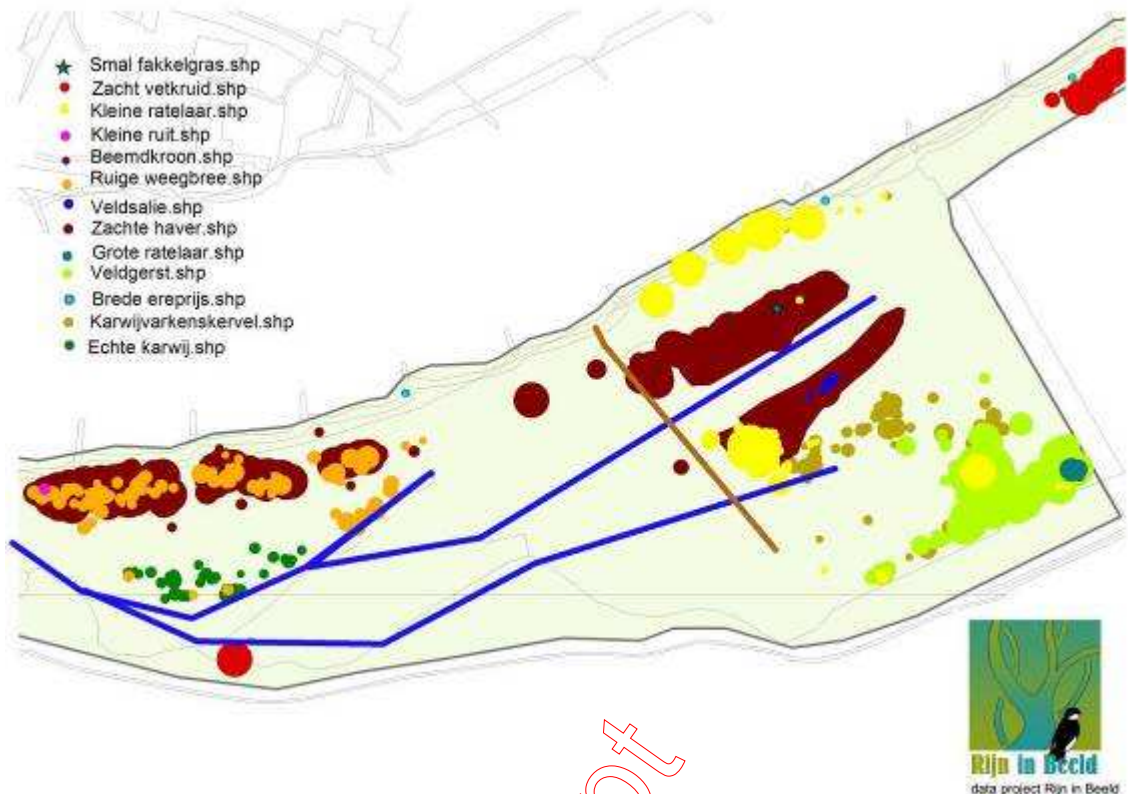 Smal fakkelgras.shp
Zacht vetkruid.shp
Kleine ratelaar.shp
Kleine ruit.shp
Beemdkroon.shp
Ruige weegbree.shp
Veldsalie.shp
Zachte haver.shp
Grote ratelaar.shp
Veldgerst.shp
Brede ereprijs.shp
Karwijvarkenskervel.shp
Echte karwij.shp
Rijn in Beeld
data project Rijn in Beeld